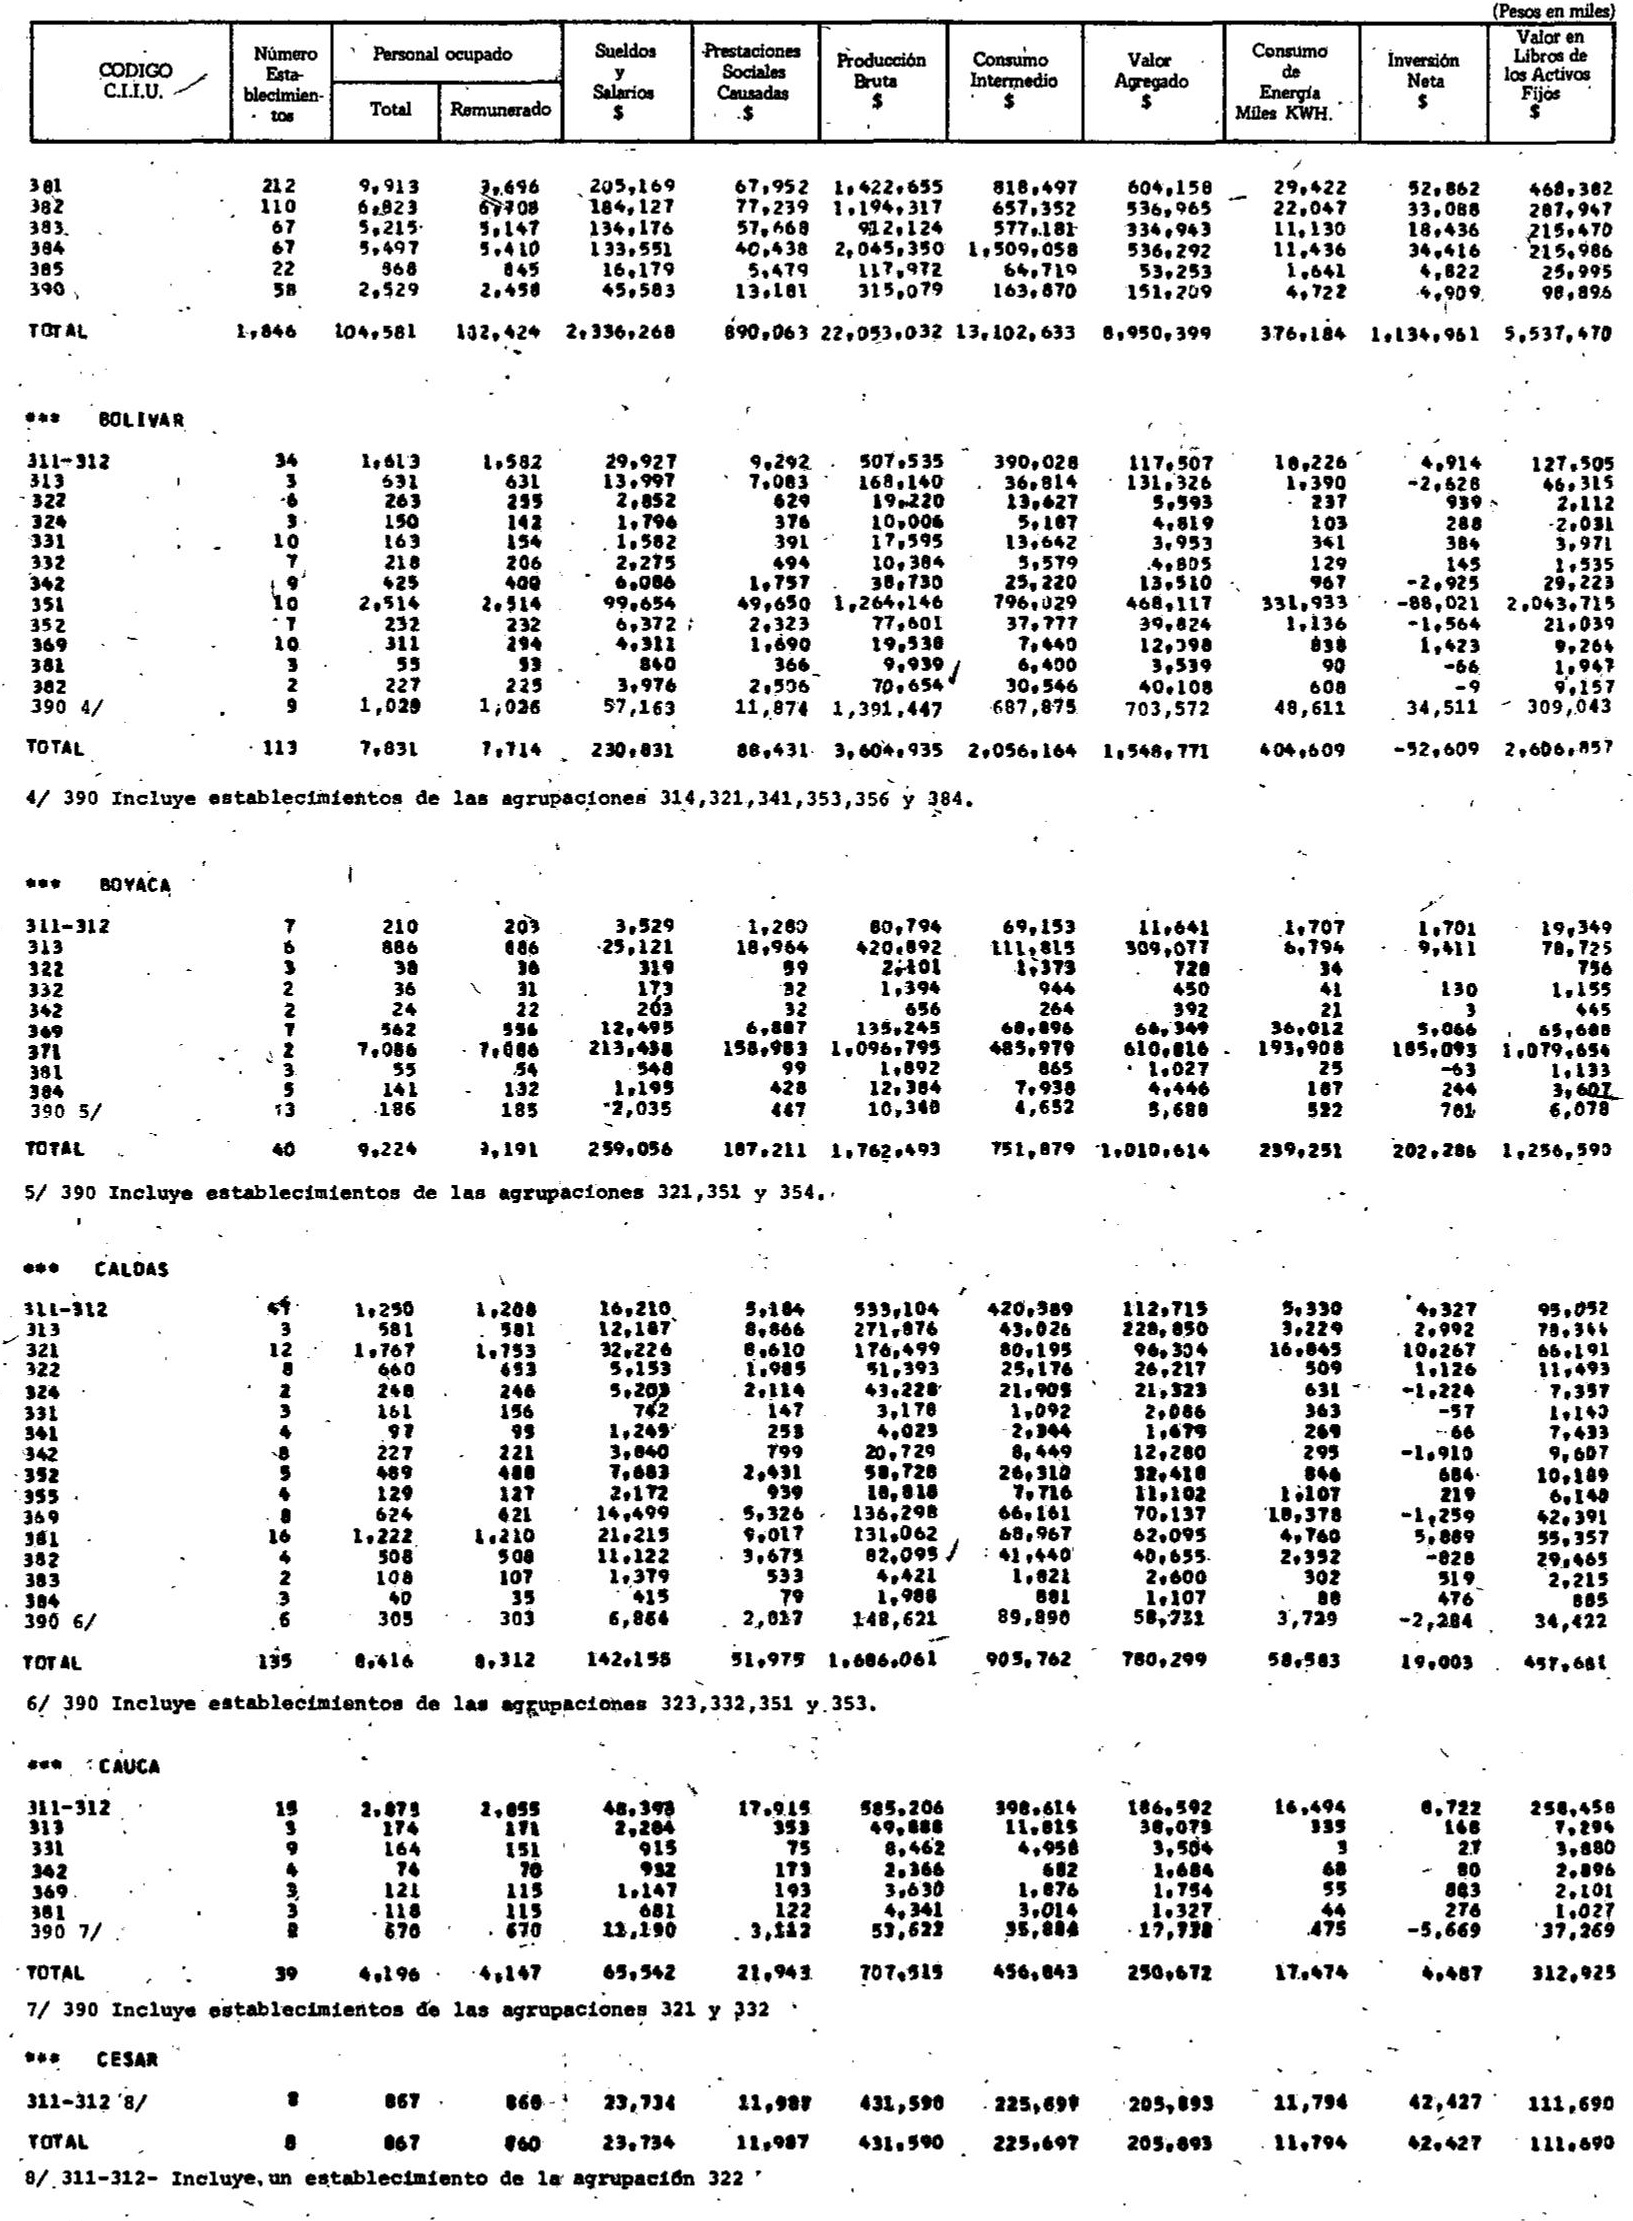 (Pesos en miles)
CODIGO C.I.I.U. Número Esta- blecimien- tos Personal ocupado Total Remunerado Sueldos y Salarios $ Prestaciones Sociales Causadas $ Producción Bruta $ Consumo Intermedio $ Valor Agregado $ Consumo de Energía Miles KWH. Inversión Neta $ Valor en Libros de los Activos Fijos $
381 212 9,913 205,169 67,952 1,422,655 818,497 604,158 29,422 52,862 468,382
382 110 6,823 6,708 184,127 77,239 1,194,317 657,352 536,965 22,047 33,088 287,947
383 67 5,215 5,147 134,176 57,668 912,124 577,181 334,943 11,130 18,436 215,470
384 67 5,497 5,410 133,551 40,438 2,045,350 1,509,058 536,292 11,436 34,416 215,986
385 22 868 845 16,179 5,479 117,972 64,719 53,253 1,641 4,822 25,995
390 58 2,529 2,458 45,583 13,181 315,079 163,870 151,209 4,722 4,909 98,896
TOTAL 1,846 104,581 102,424 2,336,268 890,063 22,053,032 13,102,633 8,950,399 376,184 1,134,961 5,537,470
*** BOLIVAR
311-312 34 1,613 1,582 29,927 9,292 507,535 390,028 117,507 18,226 4,914 127,505
313 3 631 631 13,997 7,083 168,140 36,814 131,326 1,390 -2,628 46,315
322 6 263 255 2,852 629 19,220 13,627 5,593 237 939 2,112
324 3 150 142 1,796 376 10,006 5,187 4,819 103 288 2,031
331 10 163 154 1,582 391 17,595 13,642 3,953 341 384 3,971
332 7 218 206 2,275 494 10,384 5,579 4,805 129 145 1,535
342 9 425 400 6,086 1,757 38,730 25,220 13,510 967 -2,925 29,223
351 10 2,514 2,514 99,654 49,650 1,264,146 796,029 468,117 331,933 -88,021 2,043,715
352 7 232 232 6,372 2,323 77,601 37,777 39,824 1,136 -1,564 21,039
369 10 311 294 4,311 1,690 19,538 7,440 12,098 838 1,423 9,264
381 3 55 53 840 366 9,939 6,400 3,539 90 -66 1,947
382 2 227 225 3,976 2,506 70,654 30,546 40,108 608 -9 9,157
390 4/ 9 1,029 1,026 57,163 11,874 1,391,447 687,875 703,572 48,611 34,511 309,043
TOTAL 113 7,831 7,714 230,831 88,431 3,604,935 2,056,164 1,548,771 404,609 -52,609 2,606,857
4/ 390 Incluye establecimientos de las agrupaciones 314,321,341,353,356 y 384.
*** BOYACA
311-312 7 210 203 3,529 1,280 80,794 69,153 11,641 1,707 1,701 19,349
313 6 886 886 25,121 18,964 420,892 111,815 309,077 6,794 9,411 78,725
322 3 38 36 319 99 2,101 1,373 728 34 756
332 2 36 31 173 32 1,394 944 450 41 130 1,155
342 2 24 22 203 32 656 264 392 21 3 445
369 7 562 556 12,495 6,887 135,245 68,896 66,349 36,012 5,066 65,688
371 2 7,086 7,086 213,438 158,983 1,096,795 485,979 610,816 193,908 185,093 1,079,654
381 3 55 54 548 99 1,892 865 1,027 25 -63 1,133
384 5 141 132 1,195 428 12,384 7,938 4,446 187 244 3,607
390 5/ 13 186 185 2,035 447 10,340 4,652 5,688 522 701 6,078
TOTAL 40 9,224 9,191 259,056 187,211 1,762,493 751,879 1,010,614 239,251 202,286 1,256,590
5/ 390 Incluye establecimientos de las agrupaciones 321,351 y 354.
*** CALDAS
311-312 47 1,250 1,208 16,210 5,184 533,104 420,389 112,715 5,330 4,327 95,052
313 3 581 581 12,187 8,866 271,876 43,026 228,850 3,229 2,992 78,344
321 12 1,767 1,753 32,226 8,610 176,499 80,195 96,304 16,845 10,267 66,191
322 8 660 653 5,153 1,985 51,393 25,176 26,217 509 1,126 11,493
324 2 248 246 5,203 2,114 43,228 21,905 21,323 631 -1,224 7,357
331 3 161 156 742 147 3,178 1,092 2,086 363 -57 1,140
341 4 97 95 1,245 253 4,023 2,344 1,679 269 -66 7,433
342 8 227 221 3,840 799 20,729 8,449 12,280 295 -1,910 9,607
352 5 489 488 7,683 2,431 58,728 26,310 32,418 846 684 10,189
355 4 129 127 2,172 939 18,818 7,716 11,102 1,107 219 6,140
369 8 624 621 14,499 5,326 136,298 66,161 70,137 18,378 -1,259 42,391
381 16 1,222 1,210 21,215 9,017 131,062 68,967 62,095 4,760 5,889 55,357
382 4 508 508 11,122 3,675 82,095 41,440 40,655 2,352 -828 29,465
383 2 108 107 1,379 533 4,421 1,821 2,600 302 519 2,215
384 3 40 35 415 79 1,988 881 1,107 88 476 885
390 6/ 6 305 303 6,864 2,017 148,621 89,890 58,731 3,729 -2,284 34,422
TOTAL 135 8,416 8,312 142,155 51,975 1,686,061 905,762 780,299 58,583 19,003 457,681
6/ 390 Incluye establecimientos de las agrupaciones 323,332,351 y 353.
*** CAUCA
311-312 15 2,875 2,855 48,393 17,915 585,206 398,614 186,592 16,494 8,722 258,458
313 3 174 171 2,284 353 49,888 11,815 38,073 335 168 7,294
331 9 164 151 915 75 8,462 4,958 3,504 3 27 3,880
342 4 74 70 932 173 2,366 682 1,684 68 80 2,896
369 3 121 115 1,147 193 3,630 1,876 1,754 55 883 2,101
381 3 118 115 681 122 4,341 3,014 1,327 44 276 1,027
390 7/ 8 670 670 11,190 3,112 53,622 35,884 17,738 475 -5,669 37,269
TOTAL 39 4,196 4,147 65,542 21,943 707,515 456,843 250,672 17,474 4,487 312,925
7/ 390 Incluye establecimientos de las agrupaciones 321 y 332
*** CESAR
311-312 8/ 8 867 860 23,734 11,987 431,590 225,697 205,893 11,794 42,427 111,690
TOTAL 8 867 860 23,734 11,987 431,590 225,697 205,893 11,794 42,427 111,690
8/ 311-312- Incluye un establecimiento de la agrupación 322